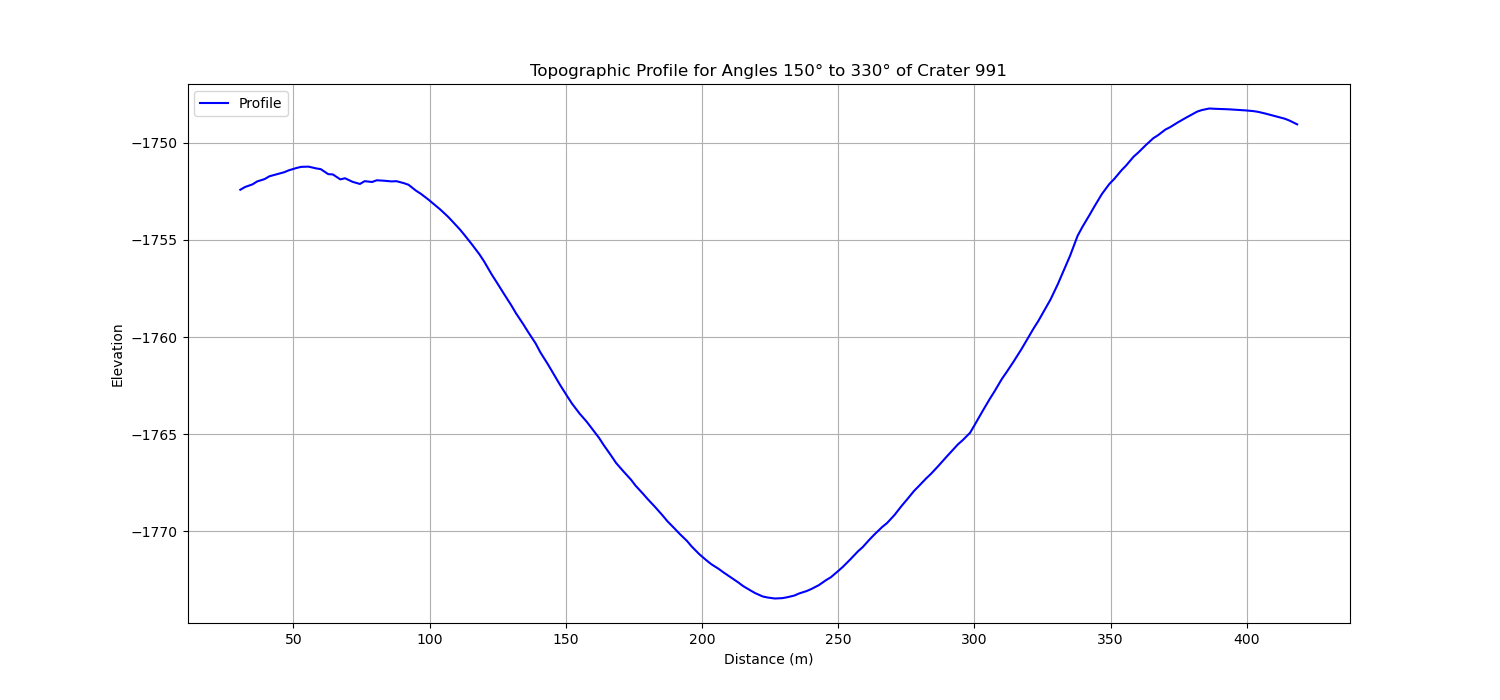 Topographic Profile for Angles 150° to 330° of Crater 991
Profile
−1750
−1755
−1760
−1765
−1770
Elevation
50 100 150 200 250 300 350 400
Distance (m)